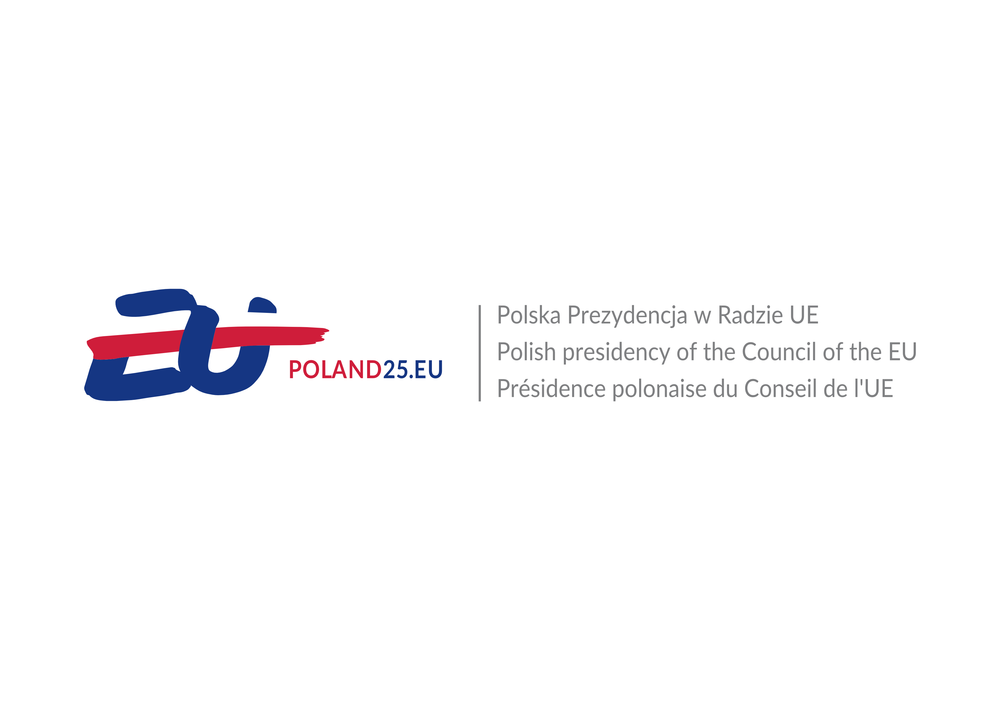 POLAND25.EU
Polska Prezydencja w Radzie UE
Polish presidency of the Council of the EU
Présidence polonaise du Conseil de l'UE